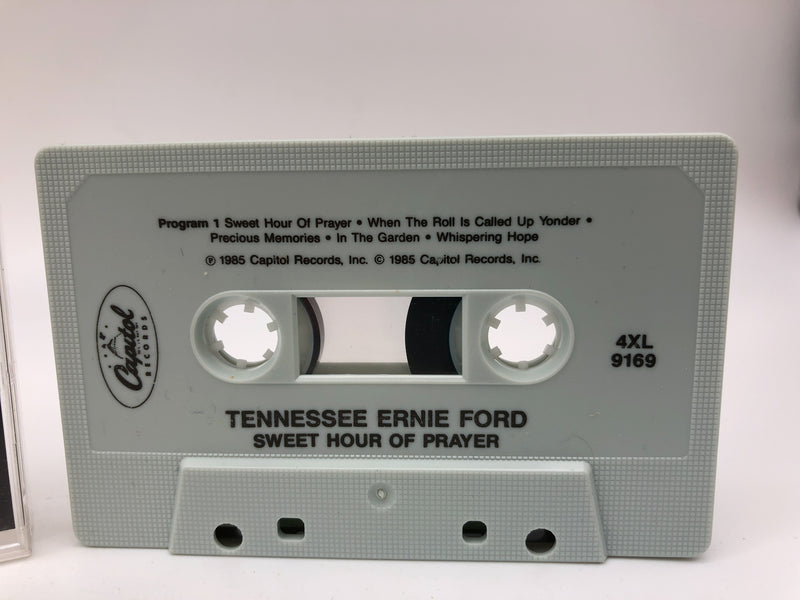 Program 1 Sweet Hour Of Prayer • When The Roll Is Called Up Yonder •
Precious Memories • In The Garden • Whispering Hope
℗ 1985 Capitol Records, Inc. © 1985 Capitol Records, Inc.
Capitol
RECORDS
4XL
9169
TENNESSEE ERNIE FORD
SWEET HOUR OF PRAYER